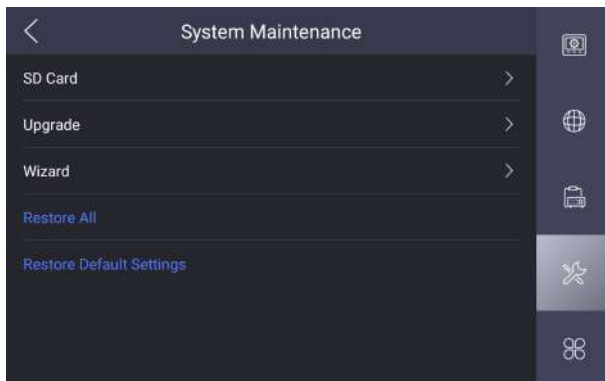 System Maintenance
SD Card
Upgrade
Wizard
Restore All
Restore Default Settings